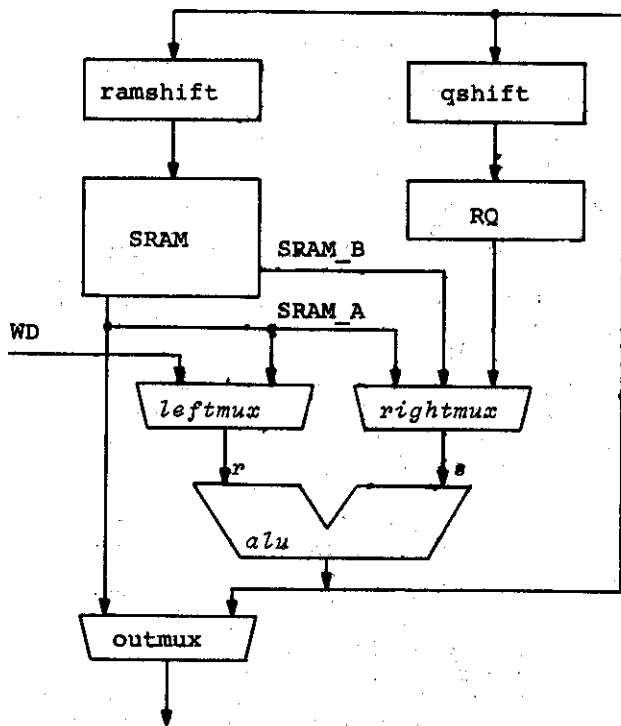 ramshift
qshift
SRAM
RQ
SRAM_B
SRAM_A
WD
leftmux
rightmux
r
s
alu
outmux